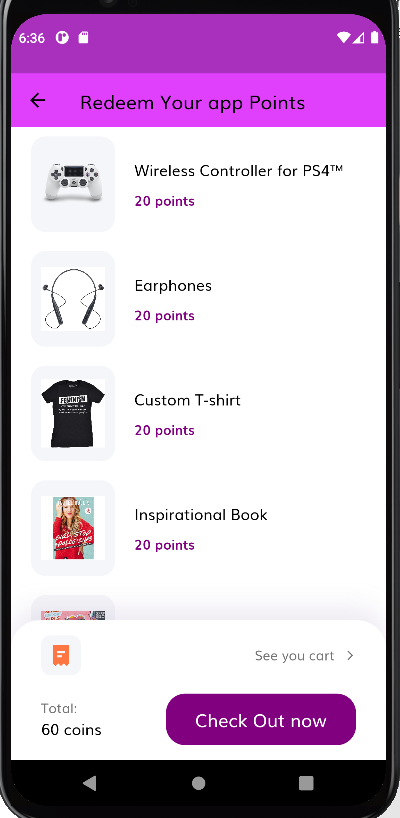 6:36
Redeem Your app Points
Wireless Controller for PS4™
20 points
Earphones
20 points
FEMINISM
Custom T-shirt
20 points
Inspirational Book
20 points
See you cart
Total:
60 coins
Check Out now